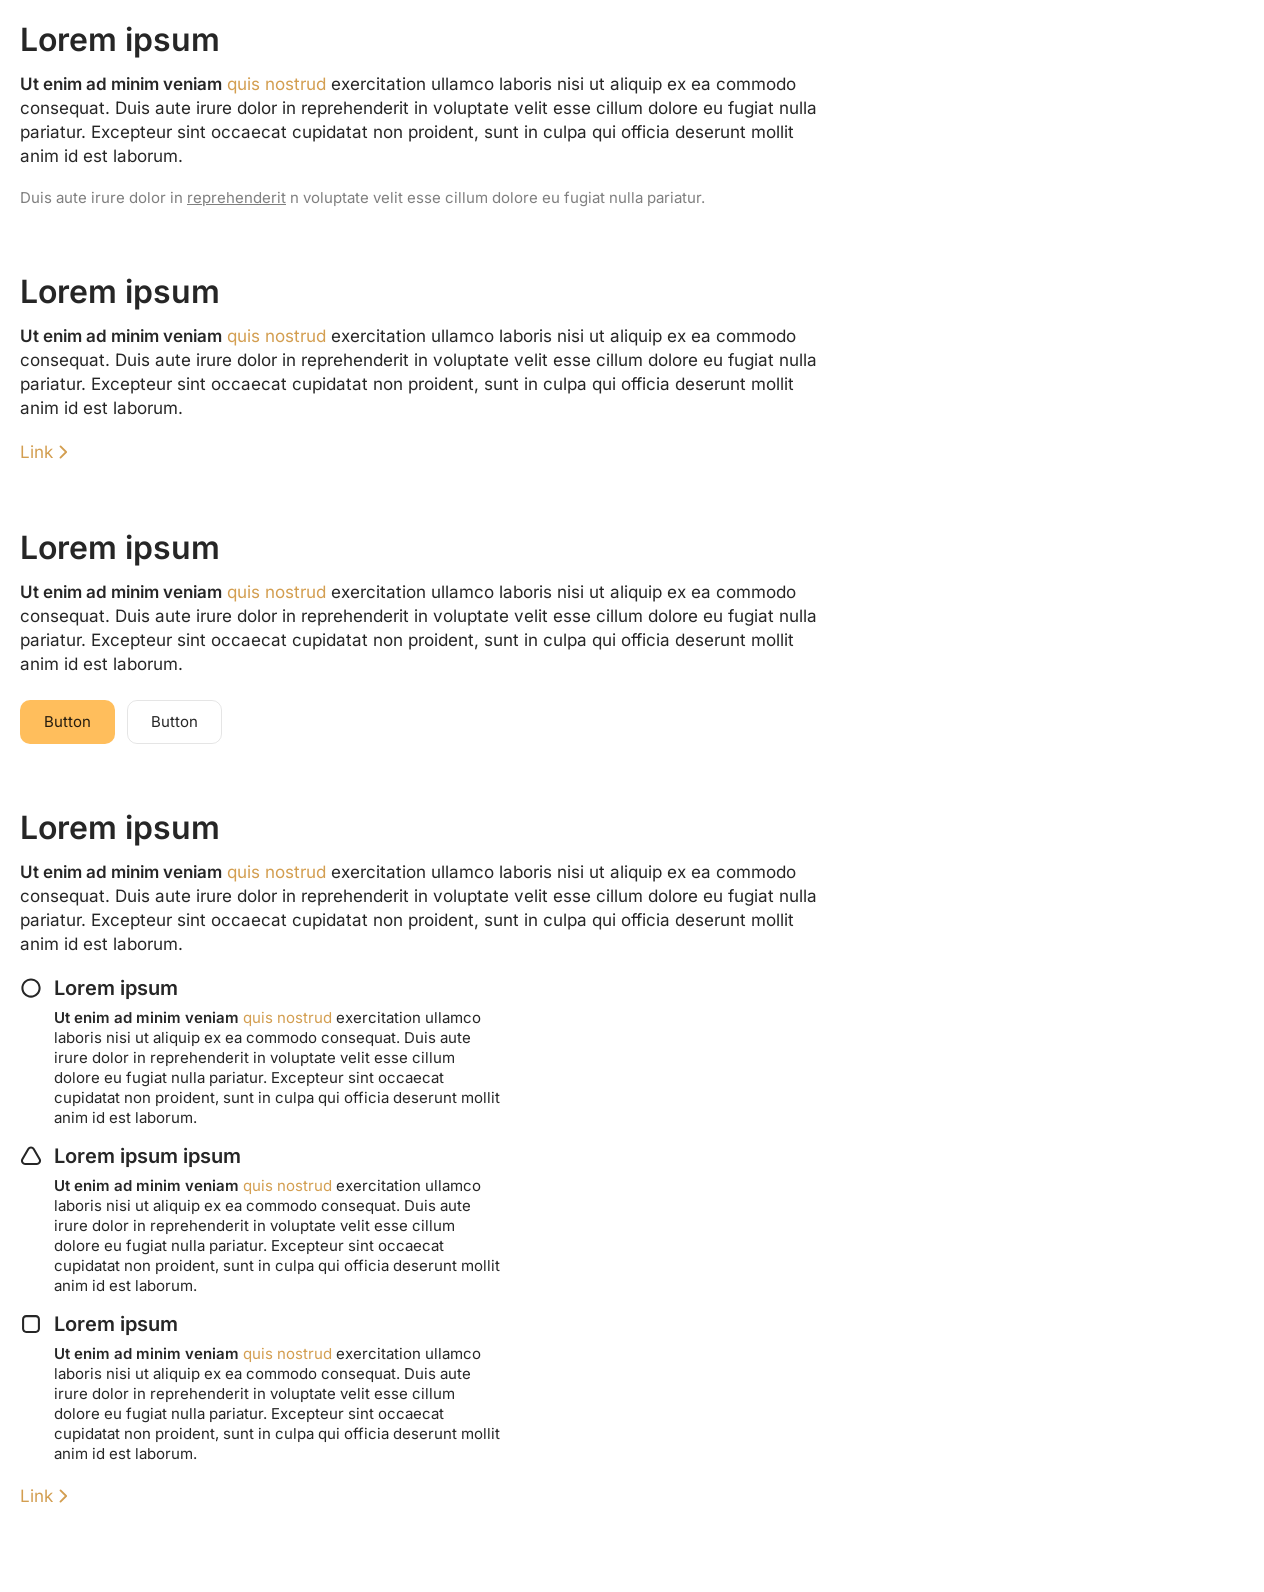 Lorem ipsum
Ut enim ad minim veniam quis nostrud exercitation ullamco laboris nisi ut aliquip ex ea commodo
consequat. Duis aute irure dolor in reprehenderit in voluptate velit esse cillum dolore eu fugiat nulla
pariatur. Excepteur sint occaecat cupidatat non proident, sunt in culpa qui officia deserunt mollit
anim id est laborum.
Duis aute irure dolor in reprehenderit n voluptate velit esse cillum dolore eu fugiat nulla pariatur.
Lorem ipsum
Ut enim ad minim veniam quis nostrud exercitation ullamco laboris nisi ut aliquip ex ea commodo
consequat. Duis aute irure dolor in reprehenderit in voluptate velit esse cillum dolore eu fugiat nulla
pariatur. Excepteur sint occaecat cupidatat non proident, sunt in culpa qui officia deserunt mollit
anim id est laborum.
Link
Lorem ipsum
Ut enim ad minim veniam quis nostrud exercitation ullamco laboris nisi ut aliquip ex ea commodo
consequat. Duis aute irure dolor in reprehenderit in voluptate velit esse cillum dolore eu fugiat nulla
pariatur. Excepteur sint occaecat cupidatat non proident, sunt in culpa qui officia deserunt mollit
anim id est laborum.
Button Button
Lorem ipsum
Ut enim ad minim veniam quis nostrud exercitation ullamco laboris nisi ut aliquip ex ea commodo
consequat. Duis aute irure dolor in reprehenderit in voluptate velit esse cillum dolore eu fugiat nulla
pariatur. Excepteur sint occaecat cupidatat non proident, sunt in culpa qui officia deserunt mollit
anim id est laborum.
Lorem ipsum
Ut enim ad minim veniam quis nostrud exercitation ullamco
laboris nisi ut aliquip ex ea commodo consequat. Duis aute
irure dolor in reprehenderit in voluptate velit esse cillum
dolore eu fugiat nulla pariatur. Excepteur sint occaecat
cupidatat non proident, sunt in culpa qui officia deserunt mollit
anim id est laborum.
Lorem ipsum ipsum
Ut enim ad minim veniam quis nostrud exercitation ullamco
laboris nisi ut aliquip ex ea commodo consequat. Duis aute
irure dolor in reprehenderit in voluptate velit esse cillum
dolore eu fugiat nulla pariatur. Excepteur sint occaecat
cupidatat non proident, sunt in culpa qui officia deserunt mollit
anim id est laborum.
Lorem ipsum
Ut enim ad minim veniam quis nostrud exercitation ullamco
laboris nisi ut aliquip ex ea commodo consequat. Duis aute
irure dolor in reprehenderit in voluptate velit esse cillum
dolore eu fugiat nulla pariatur. Excepteur sint occaecat
cupidatat non proident, sunt in culpa qui officia deserunt mollit
anim id est laborum.
Link